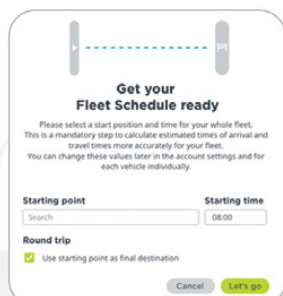 Get your
Fleet Schedule ready
Please select a start position and time for your whole fleet.
This is a mandatory step to calculate estimated times of arrival and
travel times more accurately for your fleet.
You can change these values later in the account settings and for
each vehicle individually.
Starting point Starting time
Search 08:00
Round trip
Use starting point as final destination
Cancel Let's go